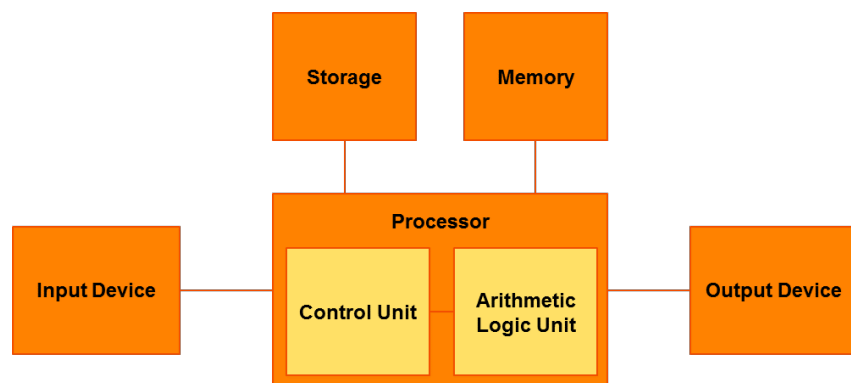 Storage
Memory
Processor
Input Device
Control Unit
Arithmetic
Logic Unit
Output Device